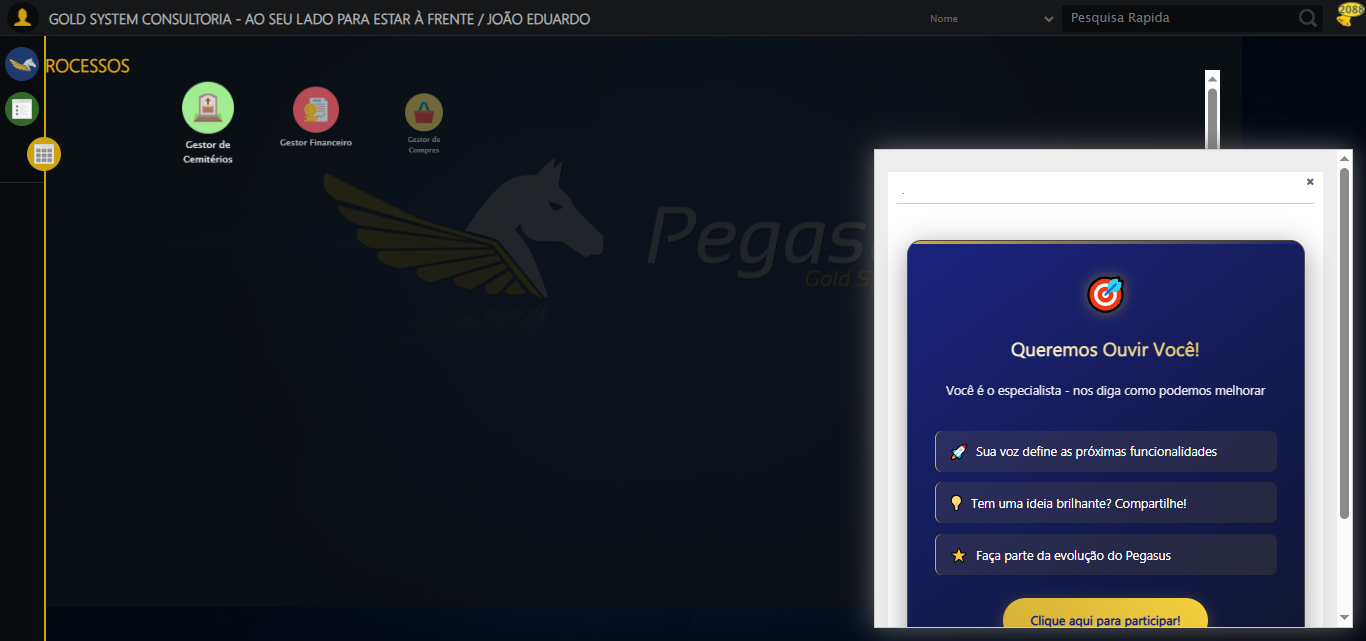 GOLD SYSTEM CONSULTORIA - AO SEU LADO PARA ESTAR À FRENTE / JOÃO EDUARDO
Nome
Pesquisa Rapida
2086
ROCESSOS
Gestor de
Cemitérios
Gestor Financeiro
Gestor de
Compras
Pegas
Gold S
.
Queremos Ouvir Você!
Você é o especialista - nos diga como podemos melhorar
Sua voz define as próximas funcionalidades
Tem uma ideia brilhante? Compartilhe!
Faça parte da evolução do Pegasus
Clique aqui para participar!